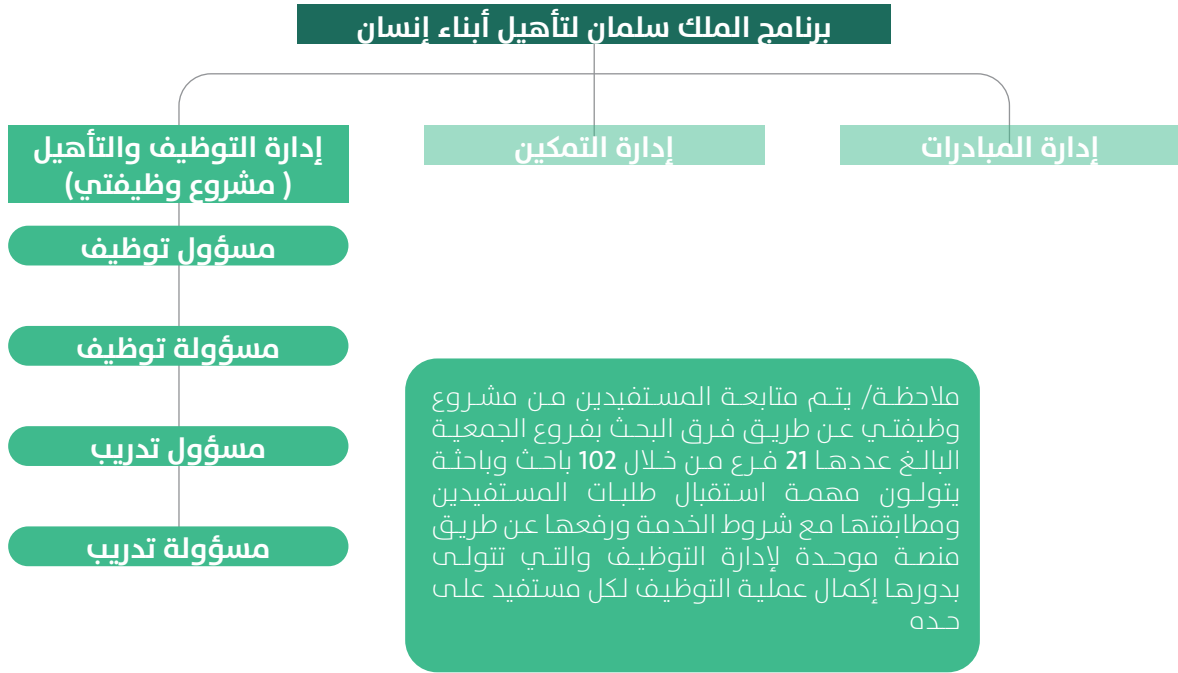 برنامج الملك سلمان لتأهيل أبناء إنسان
إدارة المبادرات
إدارة التمكين
إدارة التوظيف والتأهيل
( مشروع وظيفتي)
مسؤول توظيف
مسؤولة توظيف
مسؤول تدريب
مسؤولة تدريب
ملاحظة/ يتم متابعة المستفيدين من مشروع
وظيفتي عن طريق فرق البحث بفروع الجمعية
البالغ عددها 21 فرع من خلال 102 باحث وباحثة
يتولون مهمة استقبال طلبات المستفيدين
ومطابقتها مع شروط الخدمة ورفعها عن طريق
منصة موحدة لإدارة التوظيف والتي تتولى
بدورها إكمال عملية التوظيف لكل مستفيد على
حده